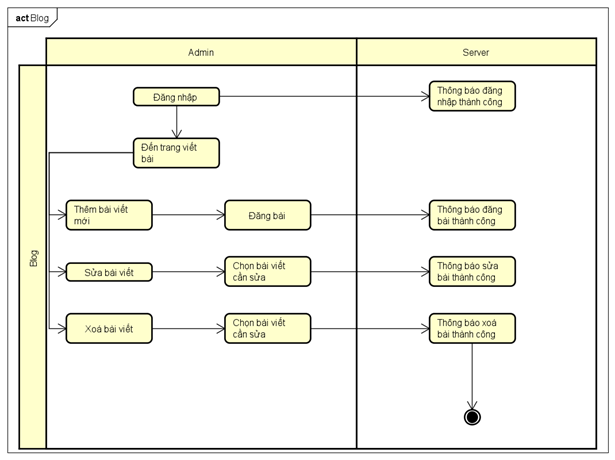 act Blog
Admin
Server
Blog
Đăng nhập
Thông báo đăng
nhập thành công
Đến trang viết
bài
Thêm bài viết
mới
Đăng bài
Thông báo đăng
bài thành công
Sửa bài viết
Chọn bài viết
cần sửa
Thông báo sửa
bài thành công
Xoá bài viết
Chọn bài viết
cần sửa
Thông báo xoá
bài thành công